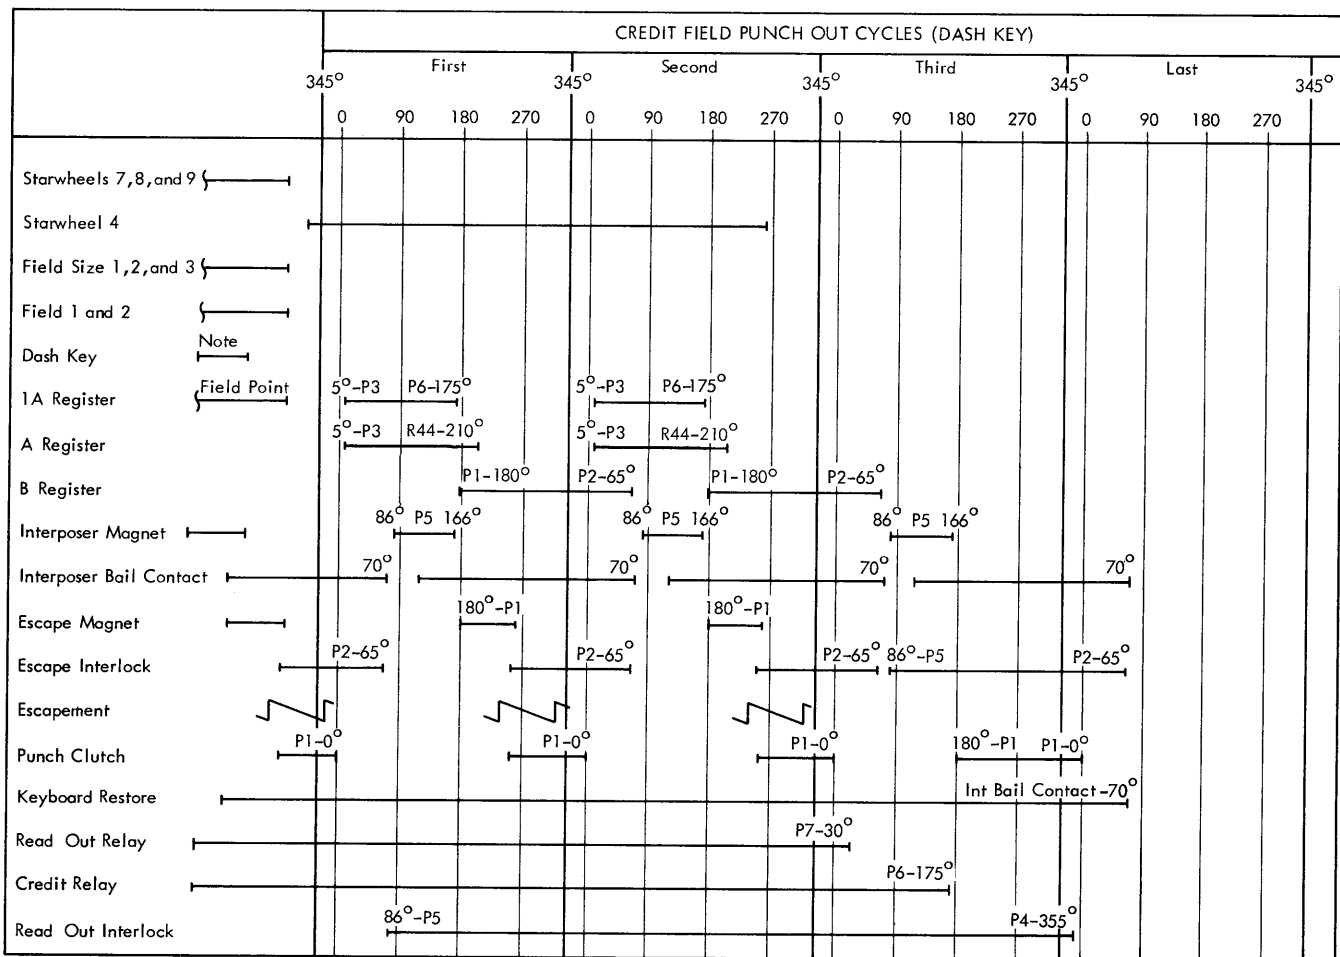 CREDIT FIELD PUNCH OUT CYCLES (DASH KEY)
First Second Third Last
345° 345° 345° 345° 345°
0 90 180 270 0 90 180 270 0 90 180 270 0 90 180 270
Starwheels 7,8,and 9
Starwheel 4
Field Size 1,2,and 3
Field 1 and 2
Dash Key Note
1A Register Field Point 5°-P3 P6-175° 5°-P3 P6-175°
A Register 5°-P3 R44-210° 5°-P3 R44-210°
B Register P1-180° P2-65° P1-180° P2-65°
Interposer Magnet 86° P5 166° 86° P5 166° 86° P5 166°
Interposer Bail Contact 70° 70° 70° 70°
Escape Magnet 180°-P1 180°-P1
Escape Interlock P2-65° P2-65° P2-65° 86°-P5 P2-65°
Escapement
Punch Clutch P1-0° P1-0° P1-0° 180°-P1 P1-0°
Keyboard Restore Int Bail Contact-70°
Read Out Relay P7-30°
Credit Relay P6-175°
Read Out Interlock 86°-P5 P4-355°